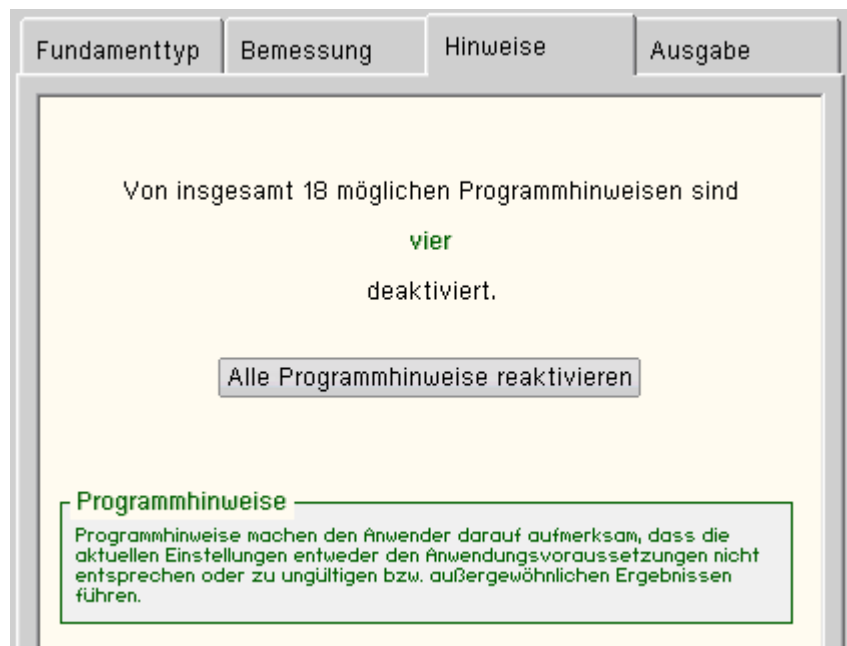 Fundamenttyp Bemessung Hinweise Ausgabe
Von insgesamt 18 möglichen Programmhinweisen sind
vier
deaktiviert.
Alle Programmhinweise reaktivieren
Programmhinweise
Programmhinweise machen den Anwender darauf aufmerksam, dass die
aktuellen Einstellungen entweder den Anwendungsvoraussetzungen nicht
entsprechen oder zu ungültigen bzw. außergewöhnlichen Ergebnissen
führen.